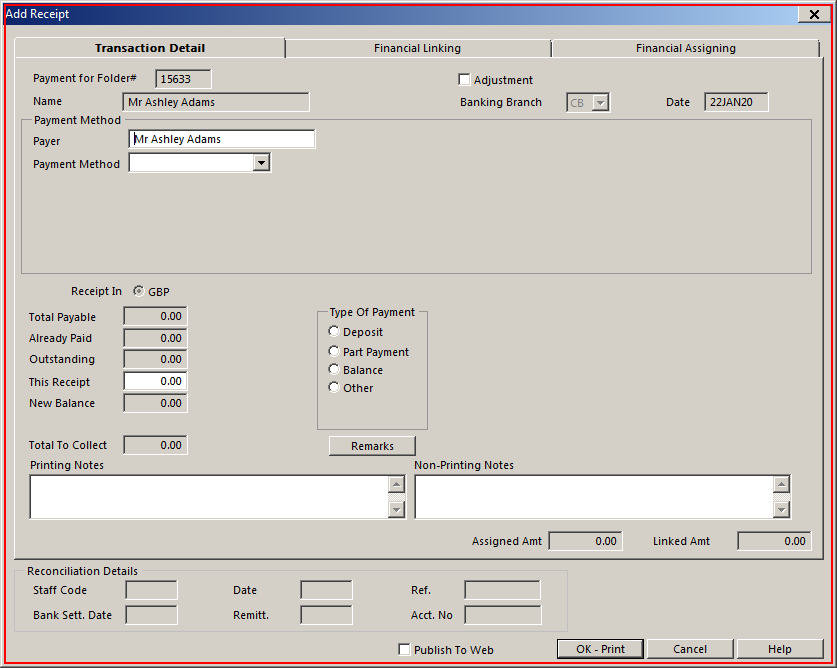 Add Receipt
Transaction Detail Financial Linking Financial Assigning
Payment for Folder# 15633 Adjustment
Name Mr Ashley Adams Banking Branch CB Date 22JAN20
Payment Method
Payer Mr Ashley Adams
Payment Method
Receipt In GBP
Total Payable 0.00 Type Of Payment
Already Paid 0.00 Deposit
Outstanding 0.00 Part Payment
This Receipt 0.00 Balance
New Balance 0.00 Other
Total To Collect 0.00 Remarks
Printing Notes Non-Printing Notes
Assigned Amt 0.00 Linked Amt 0.00
Reconciliation Details
Staff Code Date Ref.
Bank Sett. Date Remitt. Acct. No
Publish To Web OK - Print Cancel Help